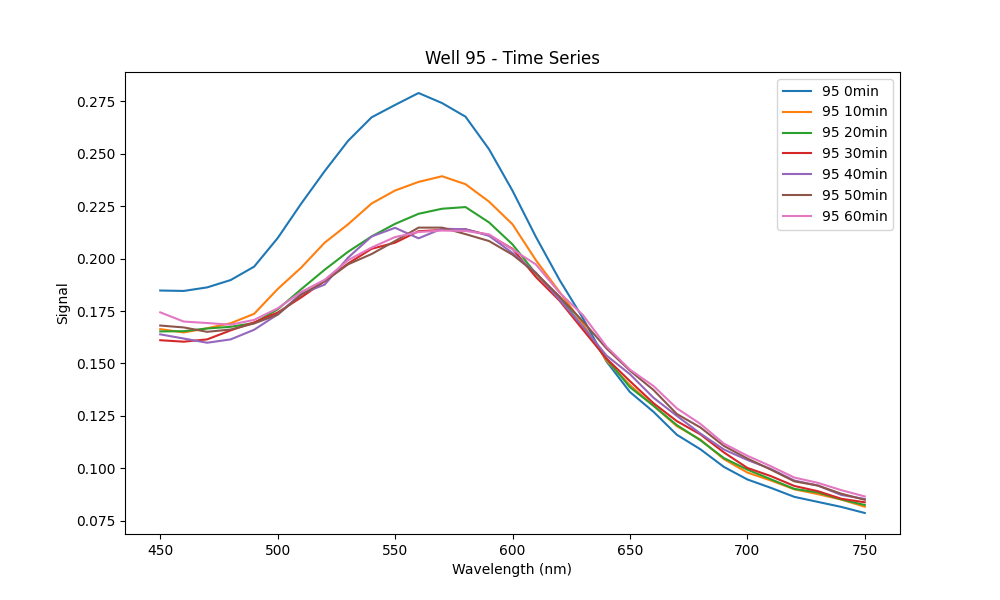 Well 95 - Time Series
Signal
0.275
0.250
0.225
0.200
0.175
0.150
0.125
0.100
0.075
95 0min
95 10min
95 20min
95 30min
95 40min
95 50min
95 60min
450 500 550 600 650 700 750
Wavelength (nm)